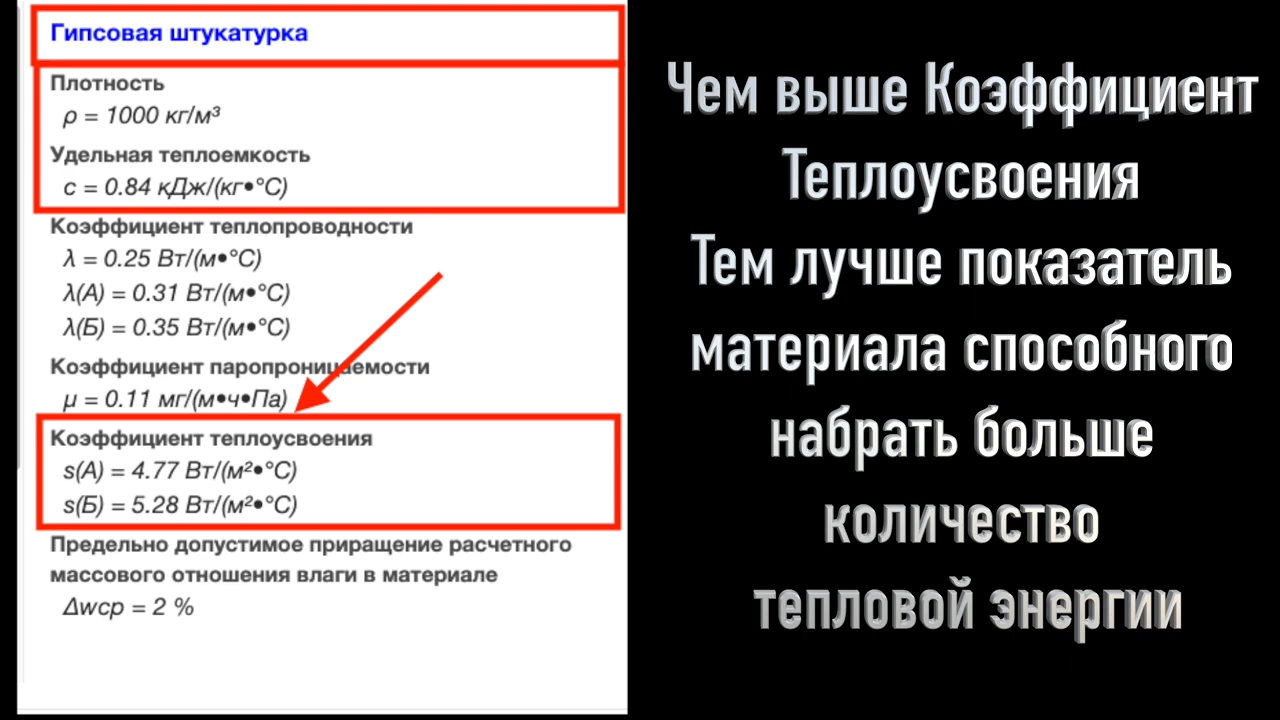 Гипсовая штукатурка
Плотность
ρ = 1000 кг/м³
Удельная теплоемкость
c = 0.84 кДж/(кг•°С)
Коэффициент теплопроводности
λ = 0.25 Вт/(м•°С)
λ(А) = 0.31 Вт/(м•°С)
λ(Б) = 0.35 Вт/(м•°С)
Коэффициент паропроницаемости
μ = 0.11 мг/(м•ч•Па)
Коэффициент теплоусвоения
s(А) = 4.77 Вт/(м²•°С)
s(Б) = 5.28 Вт/(м²•°С)
Предельно допустимое приращение расчетного
массового отношения влаги в материале
Δwср = 2 %
Чем выше Коэффициент
Теплоусвоения
Тем лучше показатель
материала способного
набрать больше
количество
тепловой энергии